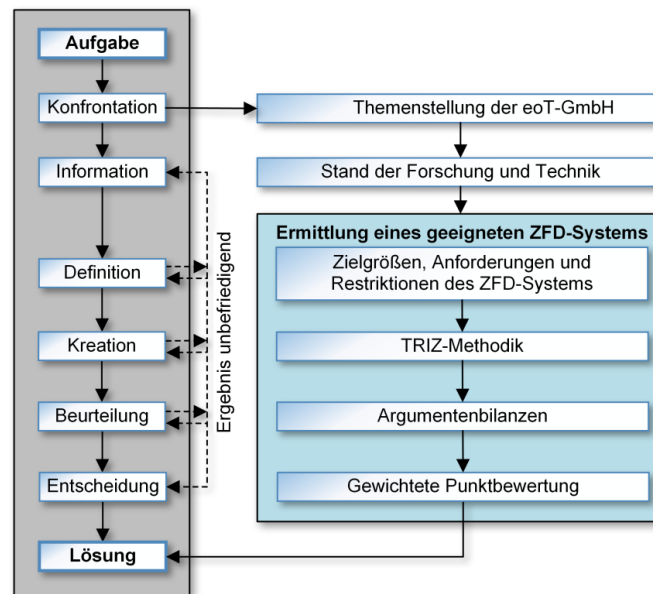 Aufgabe
Konfrontation
Information
Definition
Kreation
Beurteilung
Entscheidung
Lösung
Ergebnis unbefriedigend
Themenstellung der eoT-GmbH
Stand der Forschung und Technik
Ermittlung eines geeigneten ZFD-Systems
Zielgrößen, Anforderungen und
Restriktionen des ZFD-Systems
TRIZ-Methodik
Argumentenbilanzen
Gewichtete Punktbewertung